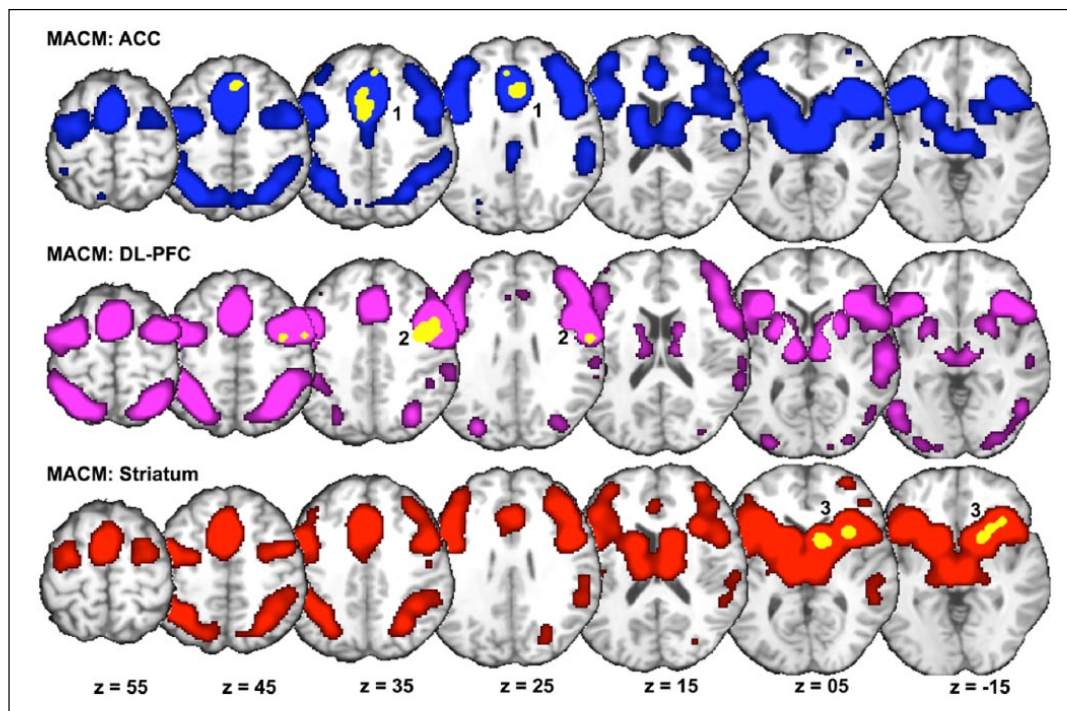 MACM: ACC
1
1
MACM: DL-PFC
2
2
MACM: Striatum
3
3
z = 55 z = 45 z = 35 z = 25 z = 15 z = 05 z = -15